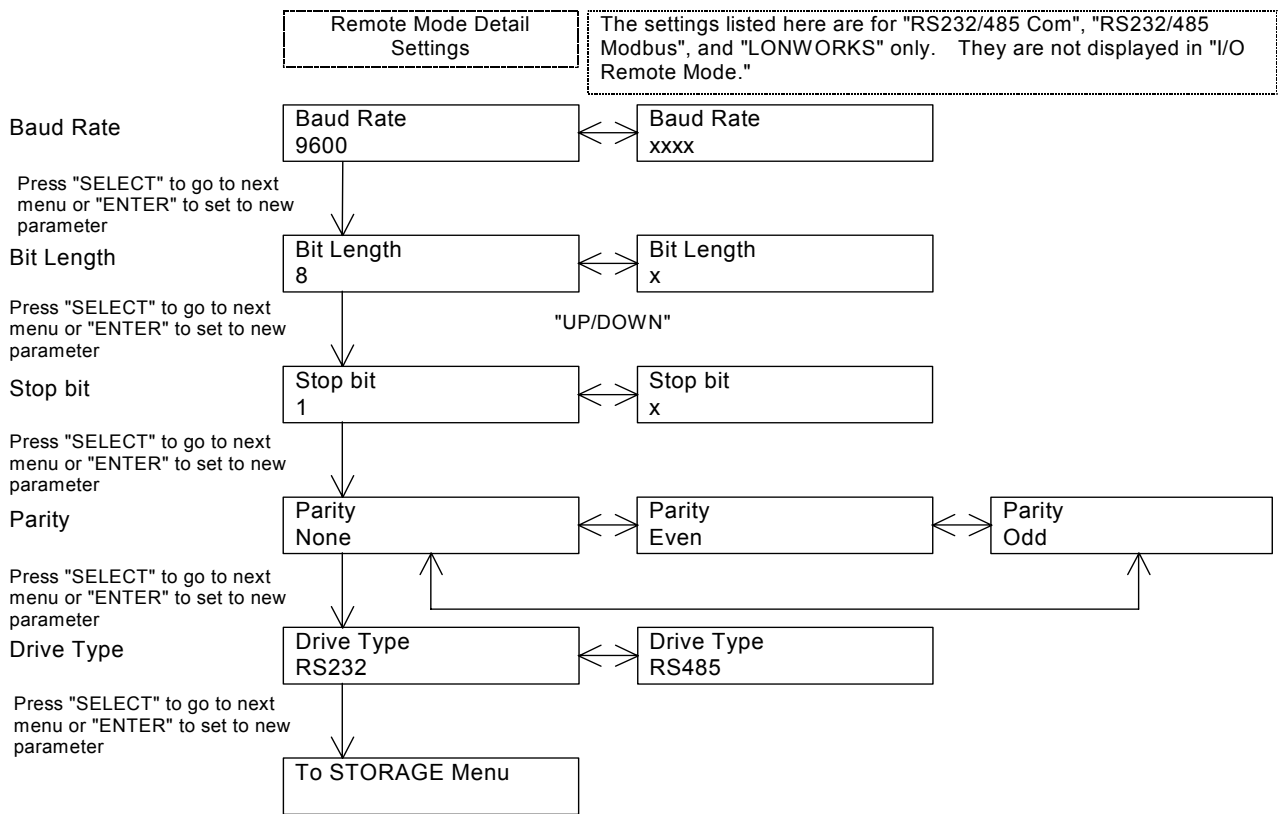 Remote Mode Detail
Settings
The settings listed here are for "RS232/485 Com", "RS232/485
Modbus", and "LONWORKS" only. They are not displayed in "I/O
Remote Mode."
Baud Rate
Baud Rate
9600
Baud Rate
xxxx
Press "SELECT" to go to next
menu or "ENTER" to set to new
parameter
Bit Length
Bit Length
8
Bit Length
x
Press "SELECT" to go to next
menu or "ENTER" to set to new
parameter
"UP/DOWN"
Stop bit
Stop bit
1
Stop bit
x
Press "SELECT" to go to next
menu or "ENTER" to set to new
parameter
Parity
Parity
None
Parity
Even
Parity
Odd
Press "SELECT" to go to next
menu or "ENTER" to set to new
parameter
Drive Type
Drive Type
RS232
Drive Type
RS485
Press "SELECT" to go to next
menu or "ENTER" to set to new
parameter
To STORAGE Menu